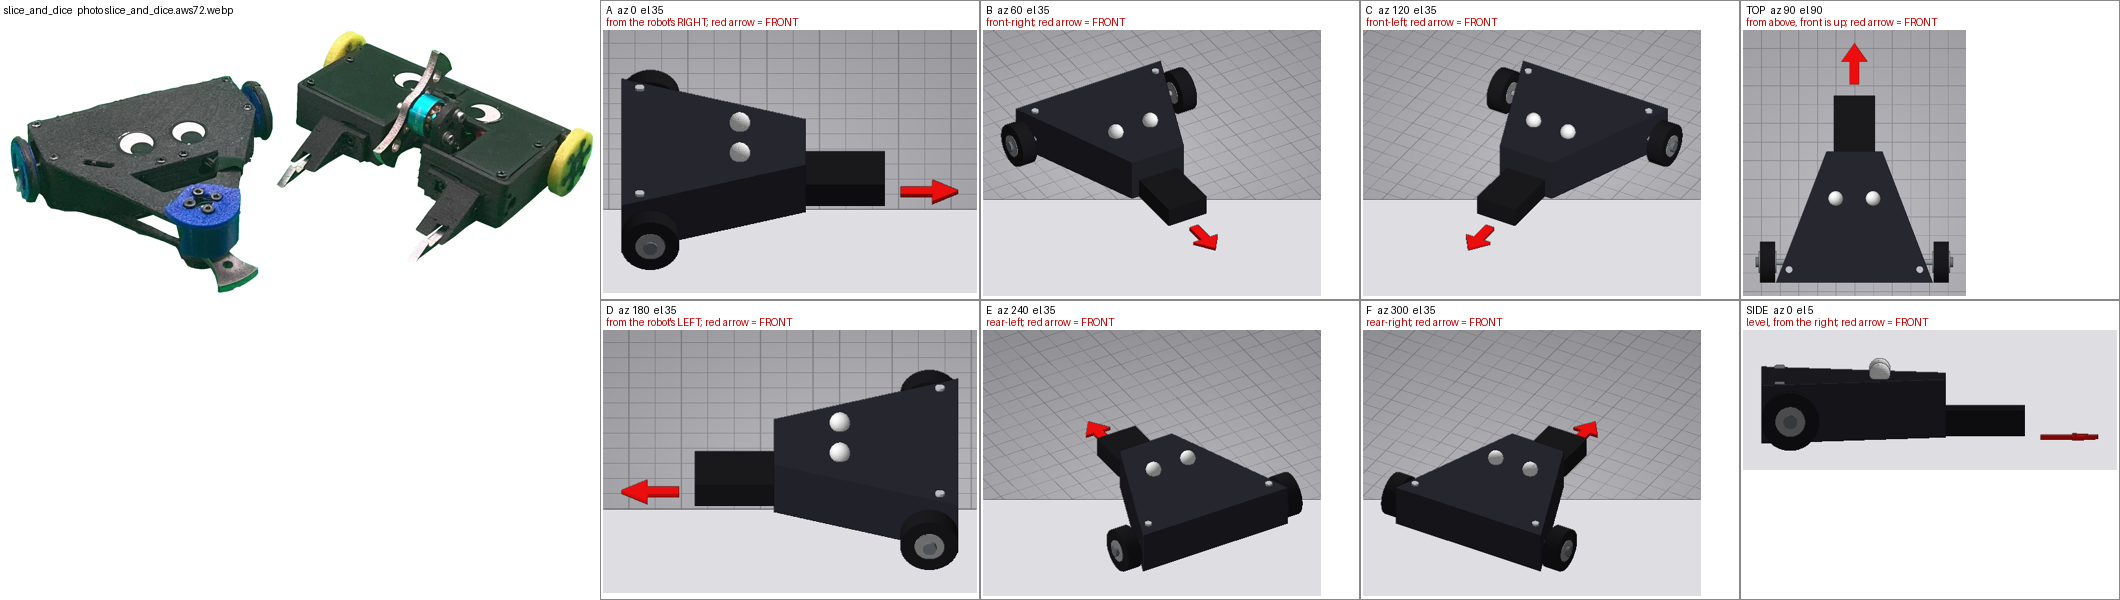 slice_and_dice photoslice_and_dice.aws72.webp
A az 0 el 35
from the robot's RIGHT; red arrow = FRONT
B az 60 el 35
front-right; red arrow = FRONT
C az 120 el 35
front-left; red arrow = FRONT
TOP az 90 el 90
from above, front is up; red arrow = FRONT
D az 180 el 35
from the robot's LEFT; red arrow = FRONT
E az 240 el 35
rear-left; red arrow = FRONT
F az 300 el 35
rear-right; red arrow = FRONT
SIDE az 0 el 5
level, from the right; red arrow = FRONT